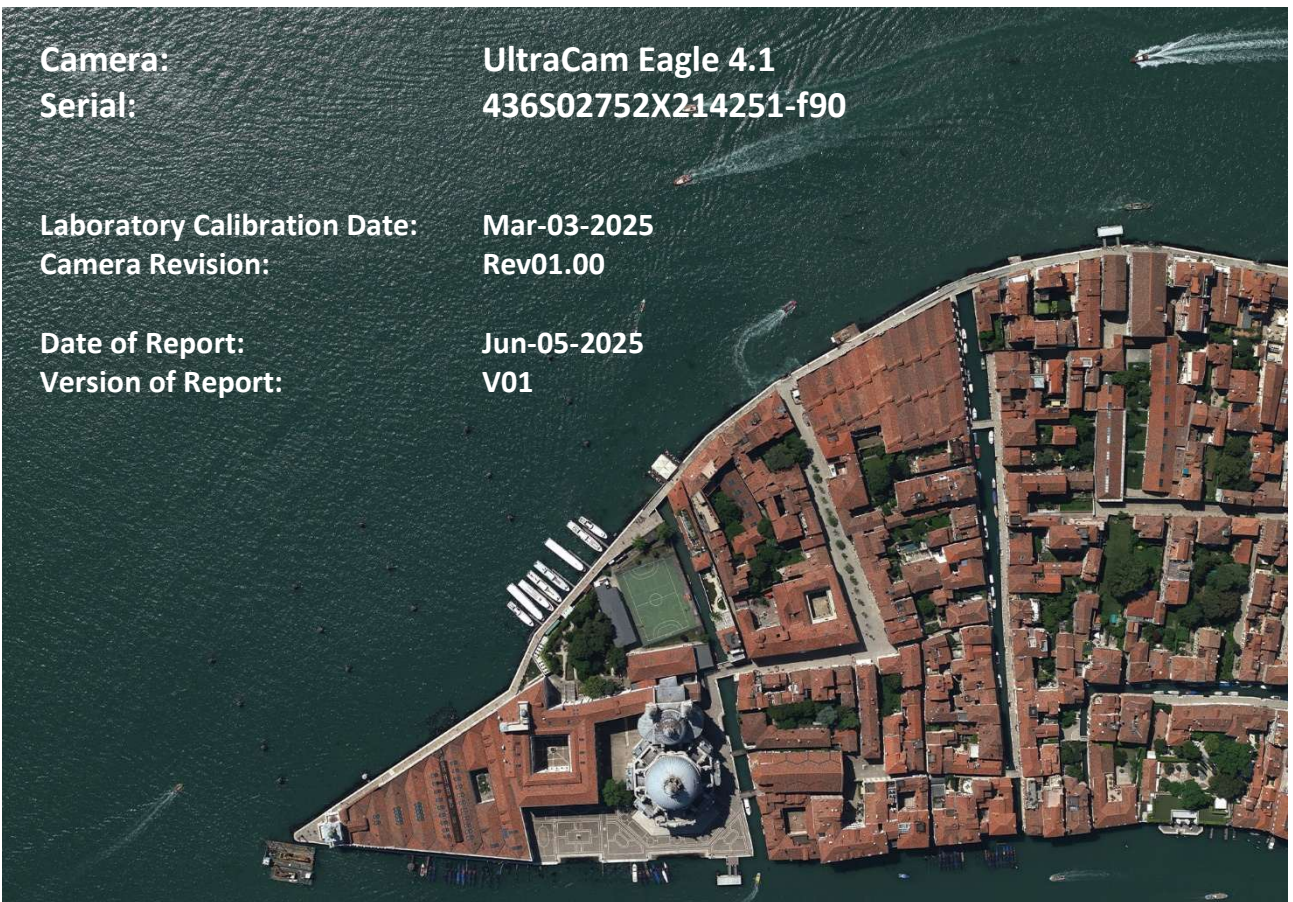 Camera: UltraCam Eagle 4.1
Serial: 436S02752X214251-f90
Laboratory Calibration Date: Mar-03-2025
Camera Revision: Rev01.00
Date of Report: Jun-05-2025
Version of Report: V01